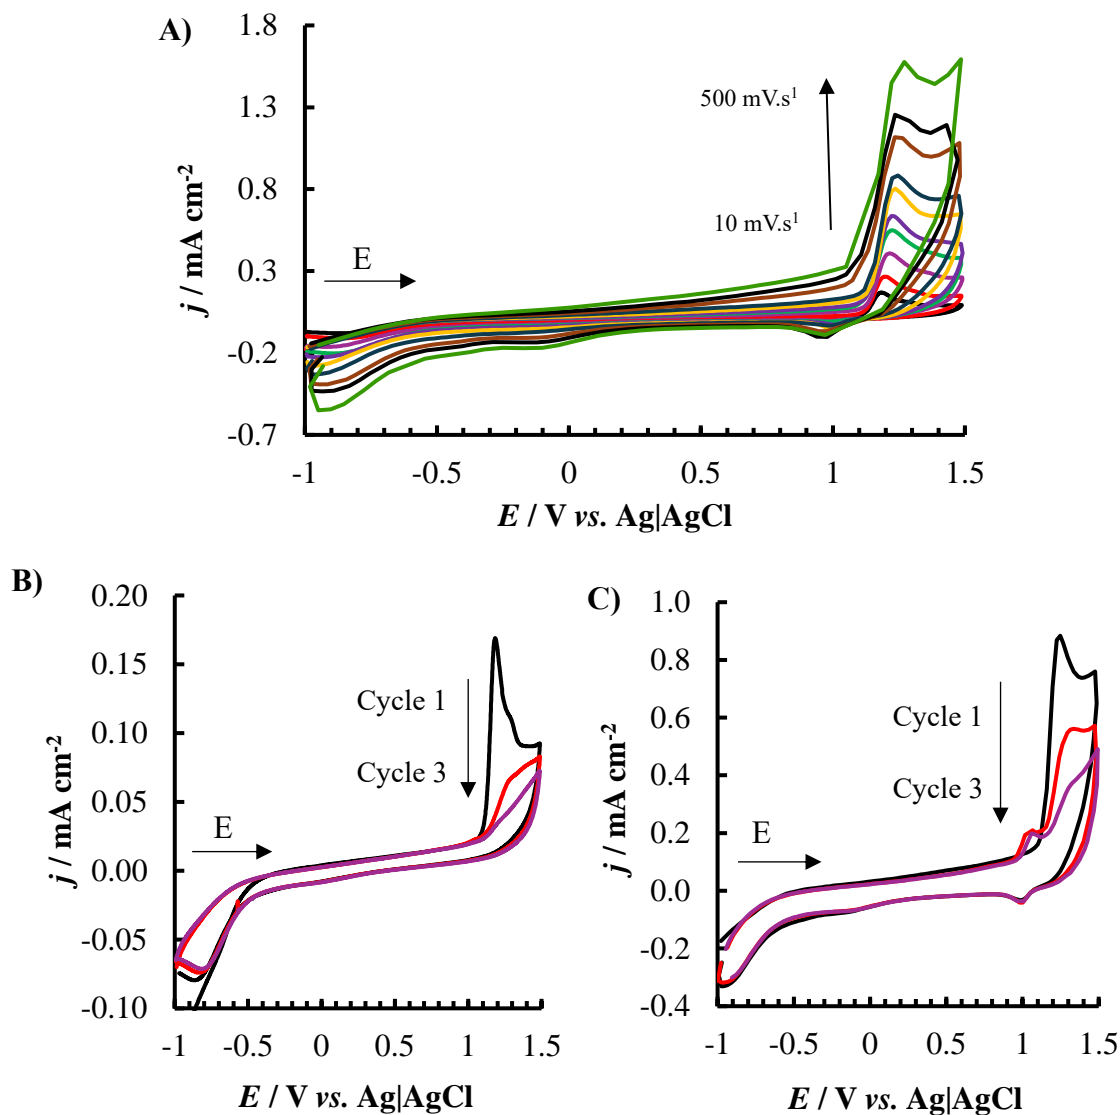 A)
1.8
1.3
0.8
0.3
-0.2
-0.7
j / mA cm-2
500 mV.s1
10 mV.s1
E
-1 -0.5 0 0.5 1 1.5
E / V vs. Ag|AgCl
B)
0.20
0.15
0.10
0.05
0.00
-0.05
-0.10
j / mA cm-2
Cycle 1
Cycle 3
E
-1 -0.5 0 0.5 1 1.5
E / V vs. Ag|AgCl
C)
1.0
0.8
0.6
0.4
0.2
0.0
-0.2
-0.4
j / mA cm-2
Cycle 1
Cycle 3
E
-1 -0.5 0 0.5 1 1.5
E / V vs. Ag|AgCl